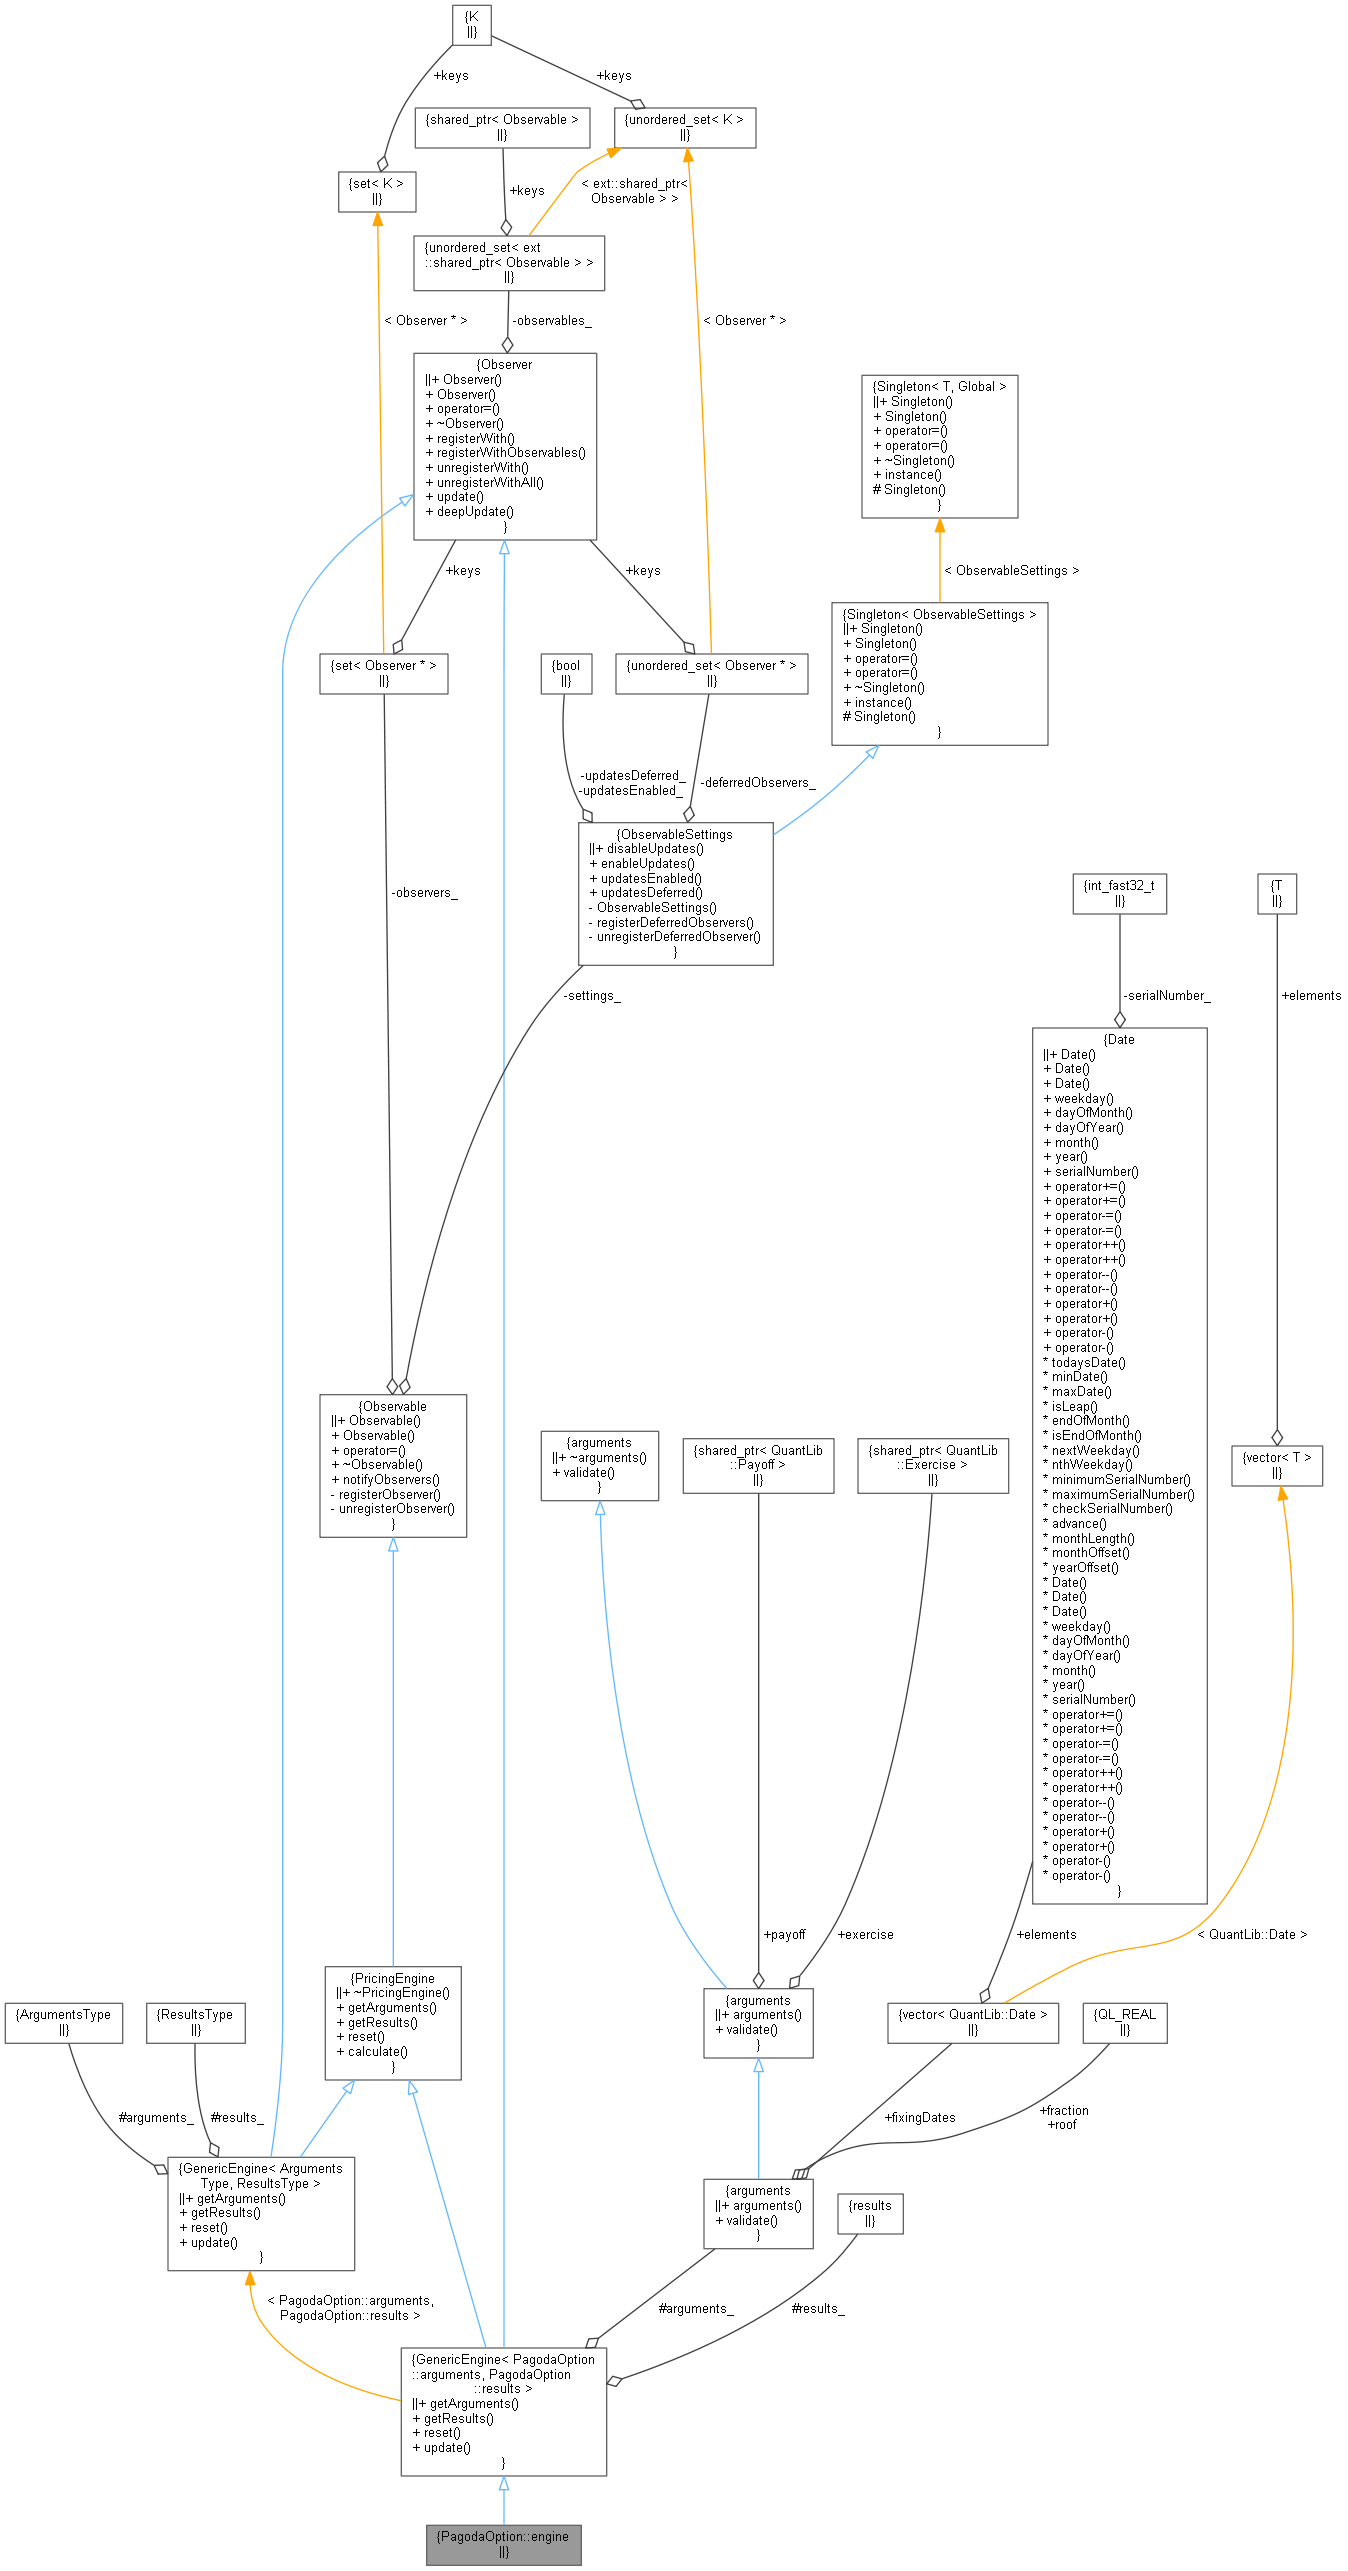 {K
||}
+keys
+keys
{shared_ptr< Observable >
||}
{unordered_set< K >
||}
{set< K >
||}
+keys
< ext::shared_ptr<
Observable > >
{unordered_set< ext
::shared_ptr< Observable > >
||}
< Observer * >
-observables_
< Observer * >
{Observer
||+ Observer()
+ Observer()
+ operator=()
+ ~Observer()
+ registerWith()
+ registerWithObservables()
+ unregisterWith()
+ unregisterWithAll()
+ update()
+ deepUpdate()
}
{Singleton< T, Global >
||+ Singleton()
+ Singleton()
+ operator=()
+ operator=()
+ ~Singleton()
+ instance()
# Singleton()
}
+keys
+keys
< ObservableSettings >
{Singleton< ObservableSettings >
||+ Singleton()
+ Singleton()
+ operator=()
+ operator=()
+ ~Singleton()
+ instance()
# Singleton()
}
{set< Observer * >
||}
{bool
||}
{unordered_set< Observer * >
||}
-updatesDeferred_
-updatesEnabled_
-deferredObservers_
{ObservableSettings
||+ disableUpdates()
+ enableUpdates()
+ updatesEnabled()
+ updatesDeferred()
- ObservableSettings()
- registerDeferredObservers()
- unregisterDeferredObserver()
}
-observers_
{int_fast32_t
||}
{T
||}
-settings_
-serialNumber_
+elements
{Date
||+ Date()
+ Date()
+ Date()
+ weekday()
+ dayOfMonth()
+ dayOfYear()
+ month()
+ year()
+ serialNumber()
+ operator+=()
+ operator+=()
+ operator-=()
+ operator-=()
+ operator++()
+ operator++()
+ operator--()
+ operator--()
+ operator+()
+ operator+()
+ operator-()
+ operator-()
* todaysDate()
* minDate()
* maxDate()
* isLeap()
* endOfMonth()
* isEndOfMonth()
* nextWeekday()
* nthWeekday()
* minimumSerialNumber()
* maximumSerialNumber()
* checkSerialNumber()
* advance()
* monthLength()
* monthOffset()
* yearOffset()
* Date()
* Date()
* Date()
* weekday()
* dayOfMonth()
* dayOfYear()
* month()
* year()
* serialNumber()
* operator+=()
* operator+=()
* operator-=()
* operator-=()
* operator++()
* operator++()
* operator--()
* operator--()
* operator+()
* operator+()
* operator-()
* operator-()
}
{Observable
||+ Observable()
+ Observable()
+ operator=()
+ ~Observable()
+ notifyObservers()
- registerObserver()
- unregisterObserver()
}
{arguments
||+ ~arguments()
+ validate()
}
{shared_ptr< QuantLib
::Payoff >
||}
{shared_ptr< QuantLib
::Exercise >
||}
{vector< T >
||}
+payoff
+exercise
+elements
< QuantLib::Date >
{PricingEngine
||+ ~PricingEngine()
+ getArguments()
+ getResults()
+ reset()
+ calculate()
}
{ArgumentsType
||}
{ResultsType
||}
{arguments
||+ arguments()
+ validate()
}
{vector< QuantLib::Date >
||}
{QL_REAL
||}
#arguments_
#results_
+fixingDates
+fraction
+roof
{GenericEngine< Arguments
Type, ResultsType >
||+ getArguments()
+ getResults()
+ reset()
+ update()
}
{arguments
||+ arguments()
+ validate()
}
{results
||}
< PagodaOption::arguments,
PagodaOption::results >
#arguments_
#results_
{GenericEngine< PagodaOption
::arguments, PagodaOption
::results >
||+ getArguments()
+ getResults()
+ reset()
+ update()
}
{PagodaOption::engine
||}